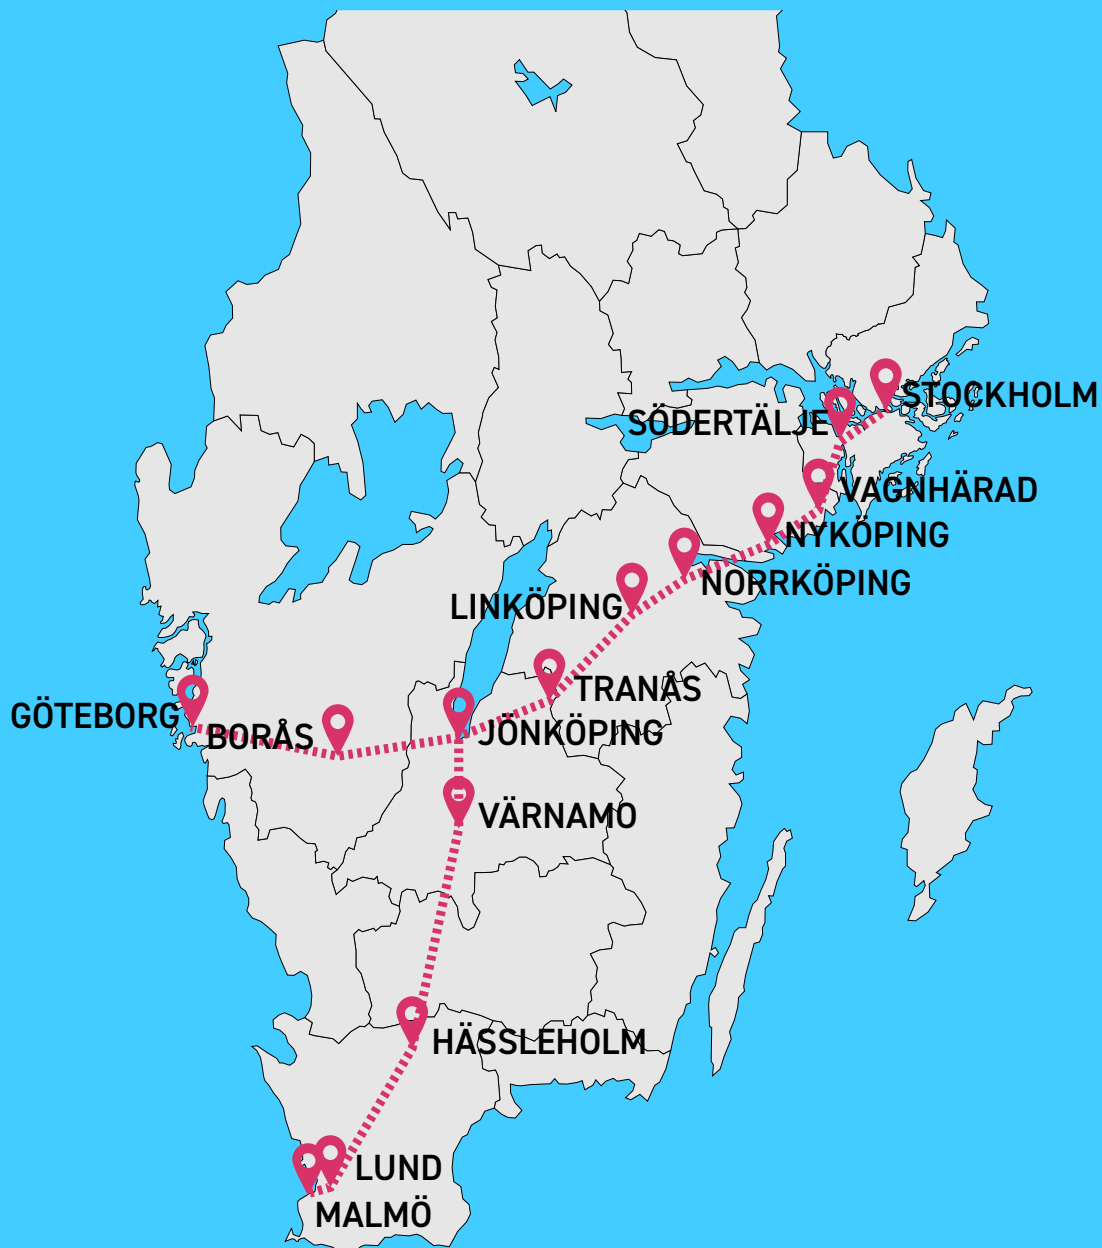 STOCKHOLM
SÖDERTÄLJE
VAGNHÄRAD
NYKÖPING
NORRKÖPING
LINKÖPING
TRANÅS
GÖTEBORG
BORÅS
JÖNKÖPING
VÄRNAMO
HÄSSLEHOLM
LUND
MALMÖ